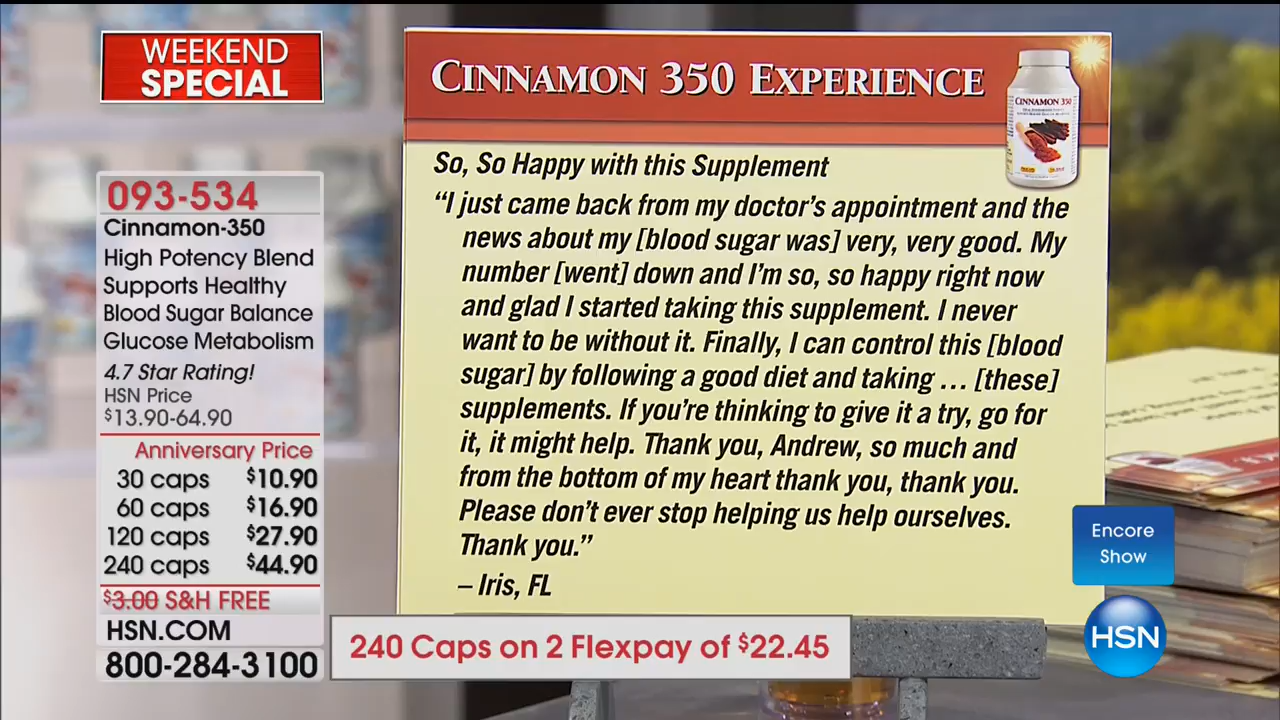 WEEKEND
SPECIAL
093-534
Cinnamon-350
High Potency Blend
Supports Healthy
Blood Sugar Balance
Glucose Metabolism
4.7 Star Rating!
HSN Price
$13.90-64.90
Anniversary Price
30 caps $10.90
60 caps $16.90
120 caps $27.90
240 caps $44.90
$3.00 S&H FREE
HSN.COM
800-284-3100
CINNAMON 350 EXPERIENCE
CINNAMON 350
So, So Happy with this Supplement
“I just came back from my doctor’s appointment and the
news about my [blood sugar was] very, very good. My
number [went] down and I’m so, so happy right now
and glad I started taking this supplement. I never
want to be without it. Finally, I can control this [blood
sugar] by following a good diet and taking … [these]
supplements. If you’re thinking to give it a try, go for
it, it might help. Thank you, Andrew, so much and
from the bottom of my heart thank you, thank you.
Please don’t ever stop helping us help ourselves.
Thank you.”
– Iris, FL
240 Caps on 2 Flexpay of $22.45
Encore
Show
HSN